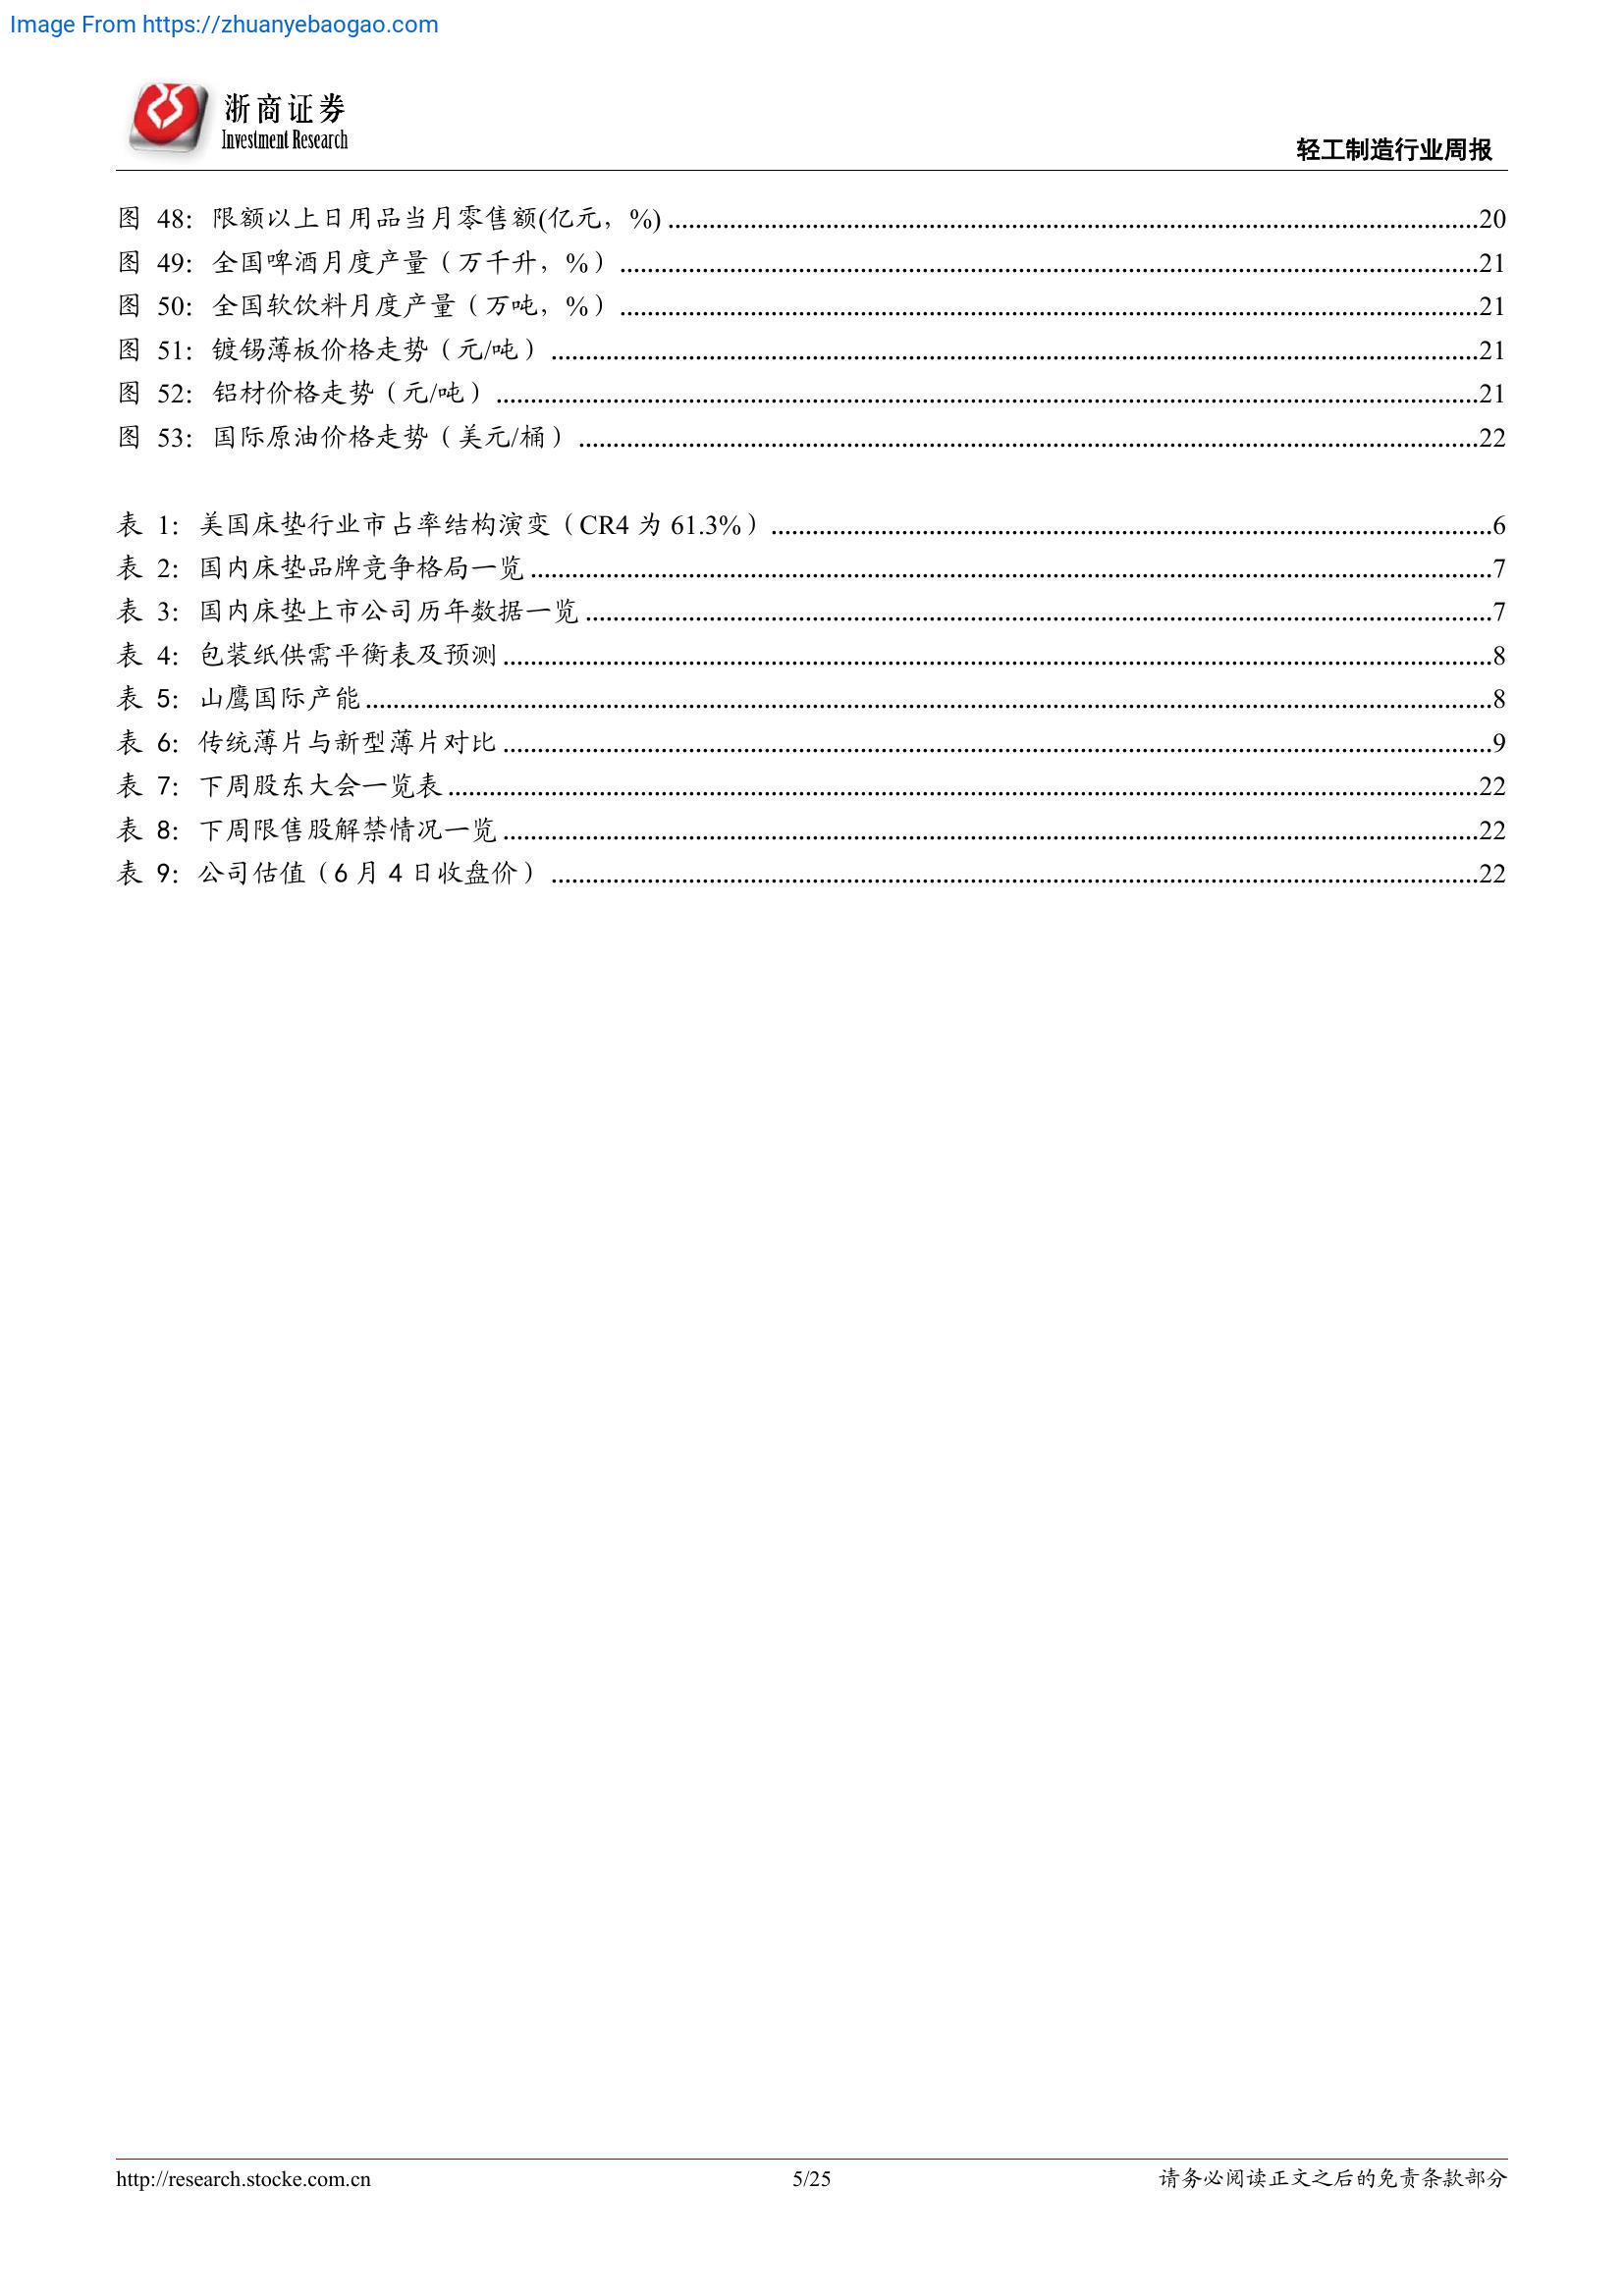 Image From https://zhuanyebaogao.com
浙商证券
Investment Research
轻工制造行业周报
图 48：限额以上日用品当月零售额(亿元，%) ....................20
图 49：全国啤酒月度产量（万千升，%） ....................21
图 50：全国软饮料月度产量（万吨，%） ....................21
图 51：镀锡薄板价格走势（元/吨） ....................21
图 52：铝材价格走势（元/吨） ....................21
图 53：国际原油价格走势（美元/桶） ....................22
表 1：美国床垫行业市占率结构演变（CR4 为 61.3%） ....................6
表 2：国内床垫品牌竞争格局一览 ....................7
表 3：国内床垫上市公司历年数据一览 ....................7
表 4：包装纸供需平衡表及预测 ....................8
表 5：山鹰国际产能 ....................8
表 6：传统薄片与新型薄片对比 ....................9
表 7：下周股东大会一览表 ....................22
表 8：下周限售股解禁情况一览 ....................22
表 9：公司估值（6 月 4 日收盘价） ....................22
http://research.stocke.com.cn
5/25
请务必阅读正文之后的免责条款部分